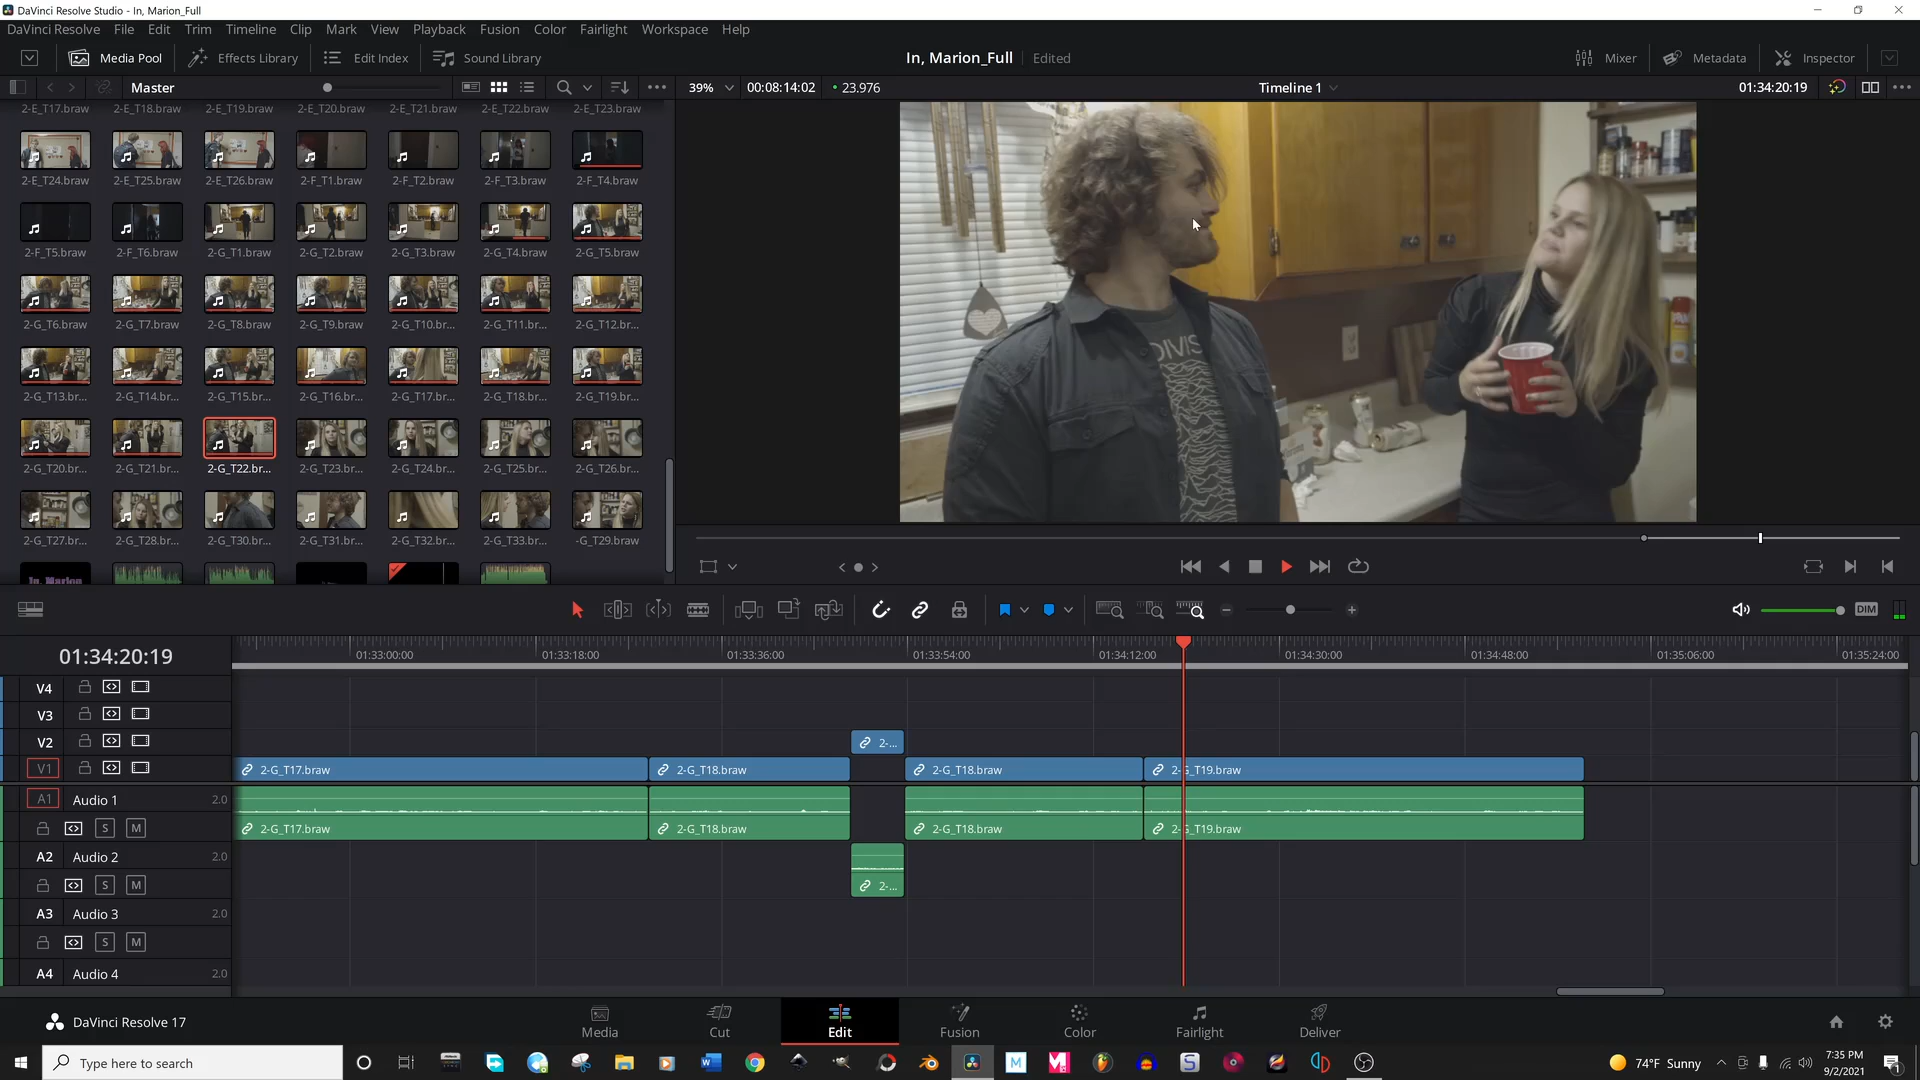 DaVinci Resolve Studio - In, Marion_Full
DaVinci Resolve File Edit Trim Timeline Clip Mark View Playback Fusion Color Fairlight Workspace Help
Media Pool Effects Library Edit Index Sound Library In, Marion_Full Edited Mixer Metadata Inspector
Master 39% 00:08:14:02 23.976 Timeline 1 01:34:20:19
2-E_T17.braw 2-E_T18.braw 2-E_T19.braw 2-E_T20.braw 2-E_T21.braw 2-E_T22.braw 2-E_T23.braw
2-E_T24.braw 2-E_T25.braw 2-E_T26.braw 2-F_T1.braw 2-F_T2.braw 2-F_T3.braw 2-F_T4.braw
2-F_T5.braw 2-F_T6.braw 2-G_T1.braw 2-G_T2.braw 2-G_T3.braw 2-G_T4.braw 2-G_T5.braw
2-G_T6.braw 2-G_T7.braw 2-G_T8.braw 2-G_T9.braw 2-G_T10.br... 2-G_T11.br... 2-G_T12.br...
2-G_T13.br... 2-G_T14.br... 2-G_T15.br... 2-G_T16.br... 2-G_T17.br... 2-G_T18.br... 2-G_T19.br...
2-G_T20.br... 2-G_T21.br... 2-G_T22.br... 2-G_T23.br... 2-G_T24.br... 2-G_T25.br... 2-G_T26.br...
2-G_T27.br... 2-G_T28.br... 2-G_T30.br... 2-G_T31.br... 2-G_T32.br... 2-G_T33.br... -G_T29.braw
In, Marion
DIVIS
DIM
01:34:20:19 01:33:00:00 01:33:18:00 01:33:36:00 01:33:54:00 01:34:12:00 01:34:30:00 01:34:48:00 01:35:06:00 01:35:24:00
V4
V3
V2 2-...
V1 2-G_T17.braw 2-G_T18.braw 2-G_T18.braw 2-G_T19.braw
A1 Audio 1 2.0
S M 2-G_T17.braw 2-G_T18.braw 2-G_T18.braw 2-G_T19.braw
A2 Audio 2 2.0
S M 2-...
A3 Audio 3 2.0
S M
A4 Audio 4 2.0
DaVinci Resolve 17 Media Cut Edit Fusion Color Fairlight Deliver
Type here to search 74°F Sunny 7:35 PM
9/2/2021